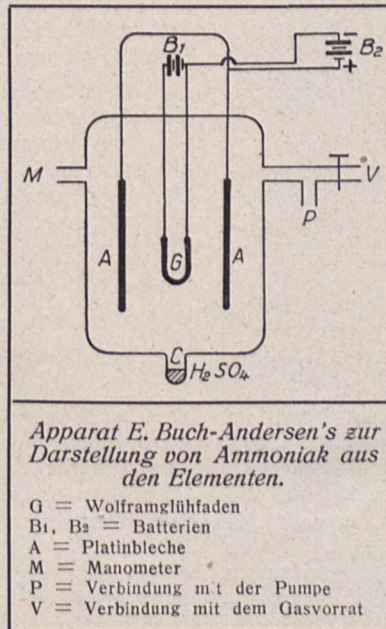 B1
B2
−
+
M
V
P
A
G
A
C
H2SO4
Apparat E. Buch-Andersen's zur
Darstellung von Ammoniak aus
den Elementen.
G = Wolframglühfaden
B1, B2 = Batterien
A = Platinbleche
M = Manometer
P = Verbindung mit der Pumpe
V = Verbindung mit dem Gasvorrat